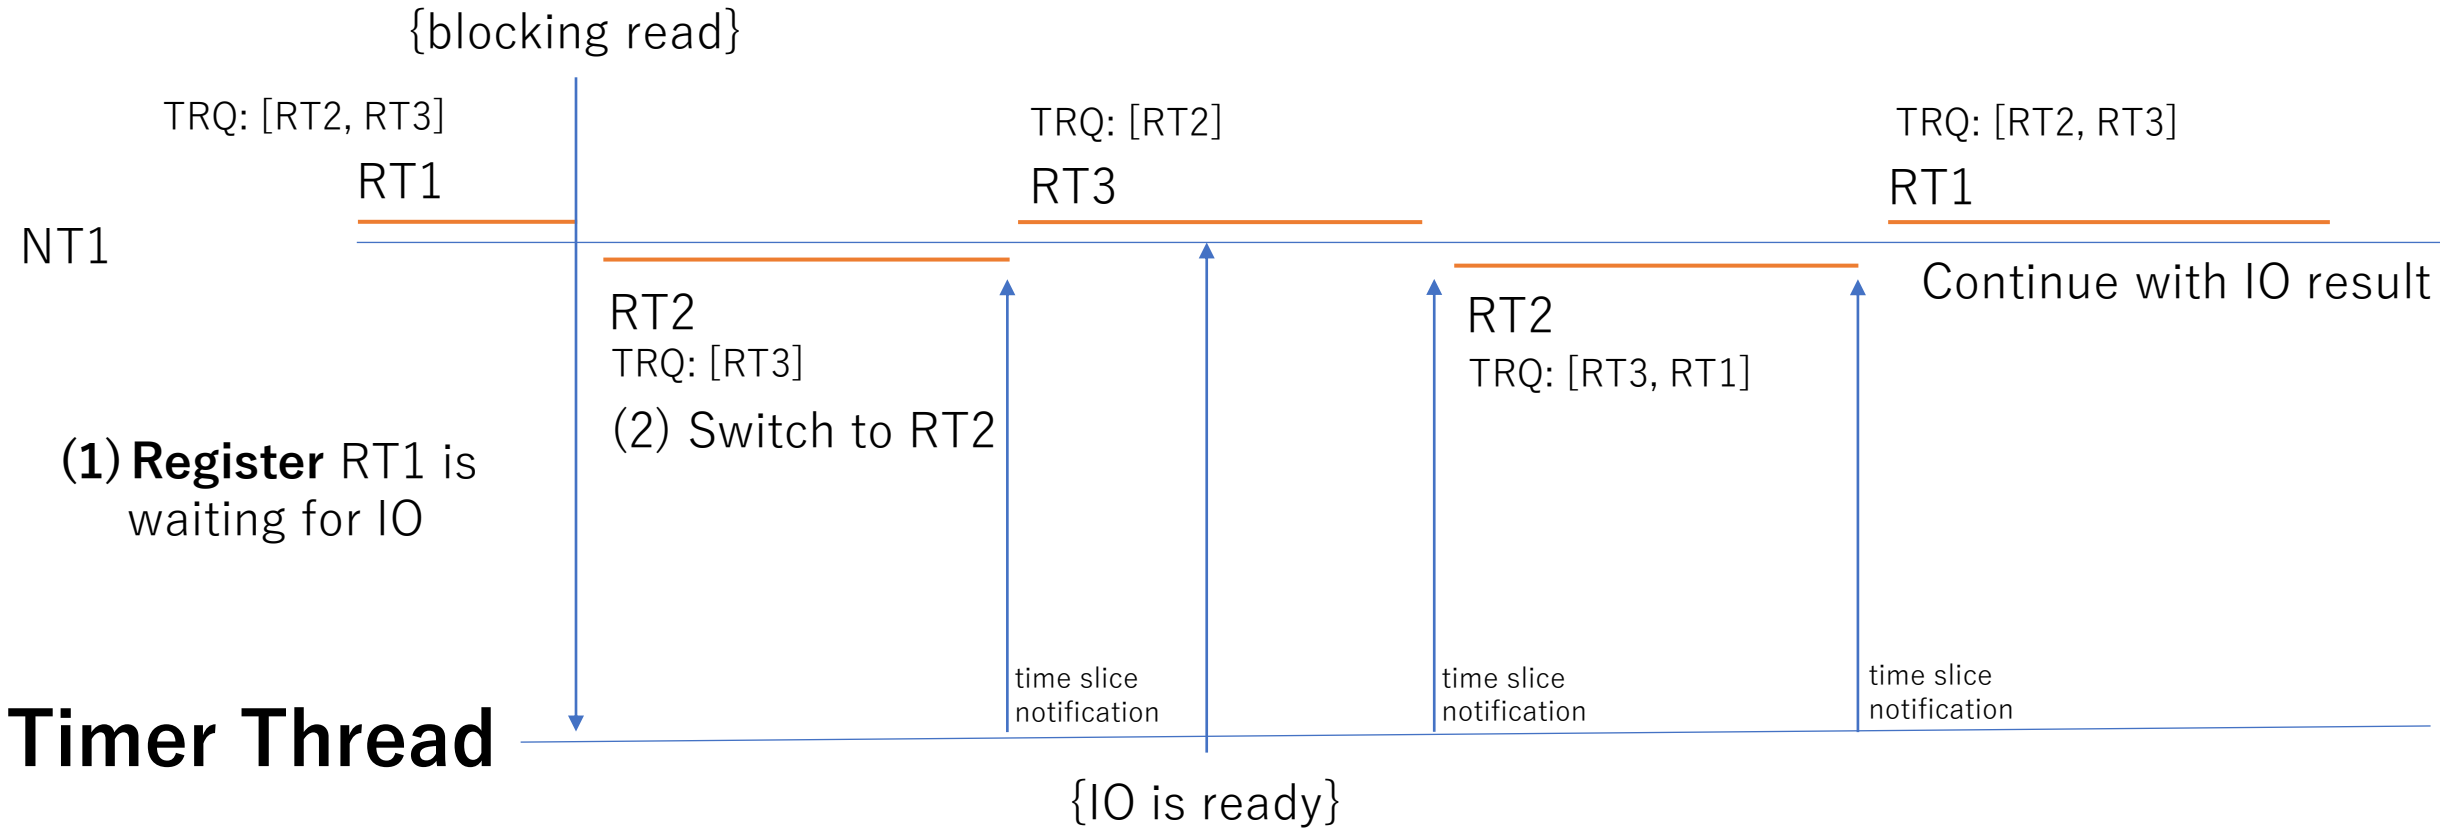 {blocking read}
TRQ: [RT2, RT3]
RT1
TRQ: [RT2]
RT3
TRQ: [RT2, RT3]
RT1
NT1
RT2
TRQ: [RT3]
(2) Switch to RT2
RT2
TRQ: [RT3, RT1]
Continue with IO result
(1) Register RT1 is
waiting for IO
time slice
notification
time slice
notification
time slice
notification
Timer Thread
{IO is ready}